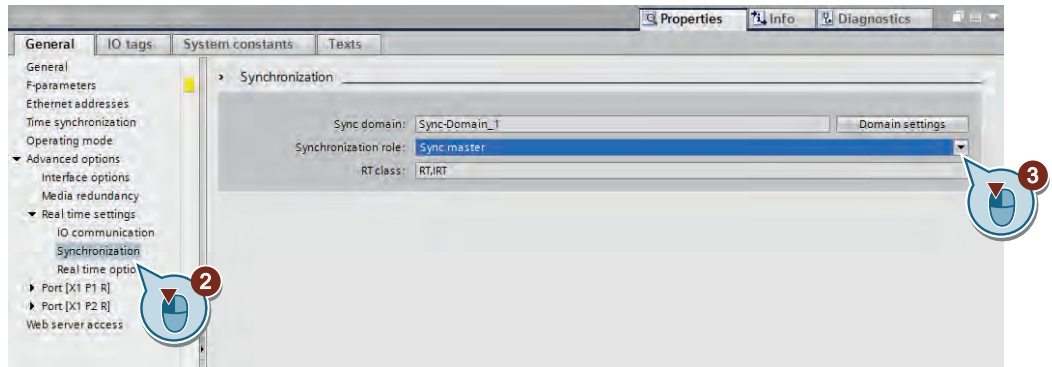 Properties
Info
Diagnostics
General
IO tags
System constants
Texts
General
F-parameters
Ethernet addresses
Time synchronization
Operating mode
Advanced options
Interface options
Media redundancy
Real time settings
IO communication
Synchronization
Real time optio
Port [X1 P1 R]
Port [X1 P2 R]
Web server access
Synchronization
Sync domain: Sync-Domain_1 Domain settings
Synchronization role: Sync master
RT class: RT,IRT
2
3